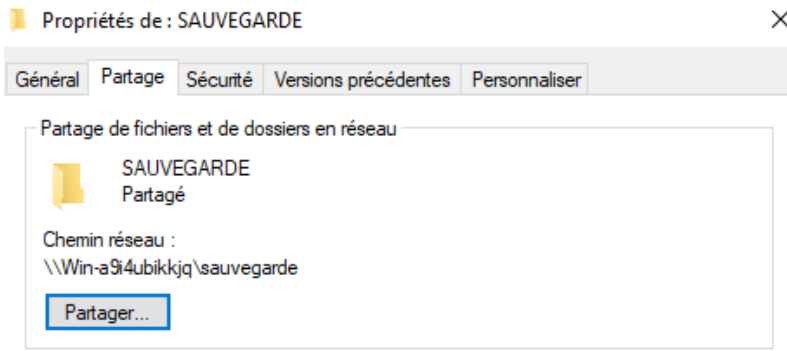 Propriétés de : SAUVEGARDE
Général Partage Sécurité Versions précédentes Personnaliser
Partage de fichiers et de dossiers en réseau
SAUVEGARDE
Partagé
Chemin réseau :
\\Win-a9i4ubikkjq\sauvegarde
Partager...